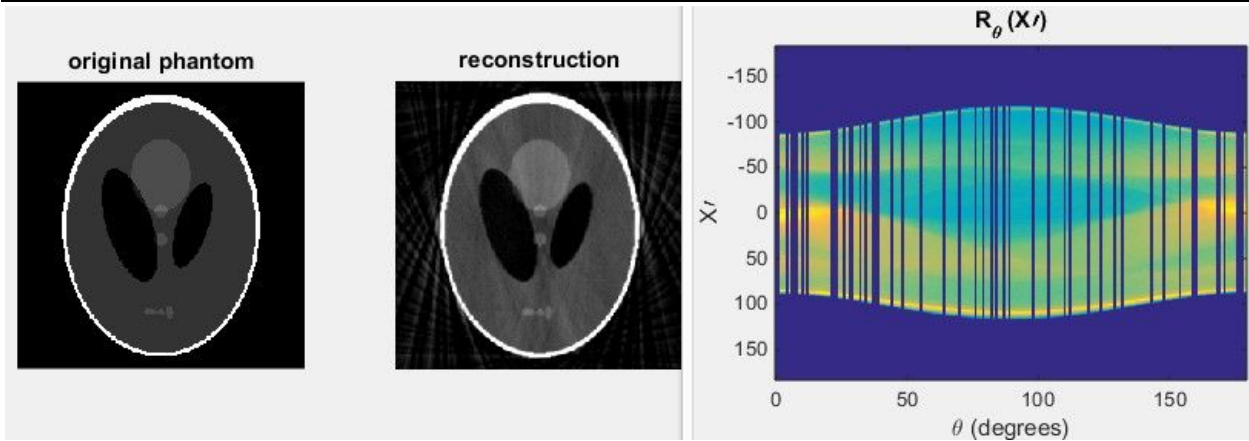 original phantom
reconstruction
R_θ (X′)
-150
-100
-50
0
50
100
150
X′
0
50
100
150
θ (degrees)